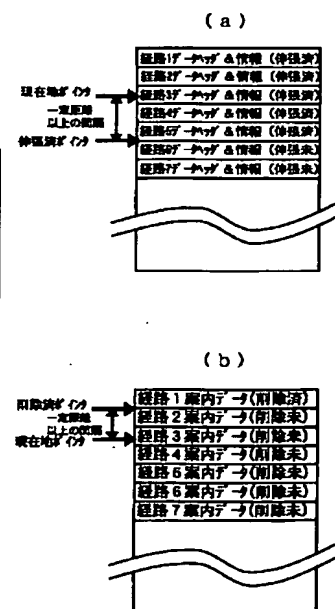 (a)
経路1データヘッダ&情報(伸張済)
経路2データヘッダ&情報(伸張済)
経路3データヘッダ&情報(伸張済)
経路4データヘッダ&情報(伸張済)
経路5データヘッダ&情報(伸張済)
経路6データヘッダ&情報(伸張未)
経路7データヘッダ&情報(伸張未)
現在地ポインタ
一定距離
以上の間隔
伸張済ポインタ
(b)
経路1案内データ(削除済)
経路2案内データ(削除未)
経路3案内データ(削除未)
経路4案内データ(削除未)
経路6案内データ(削除未)
経路6案内データ(削除未)
経路7案内データ(削除未)
削除済ポインタ
一定距離
以上の間隔
現在地ポインタ